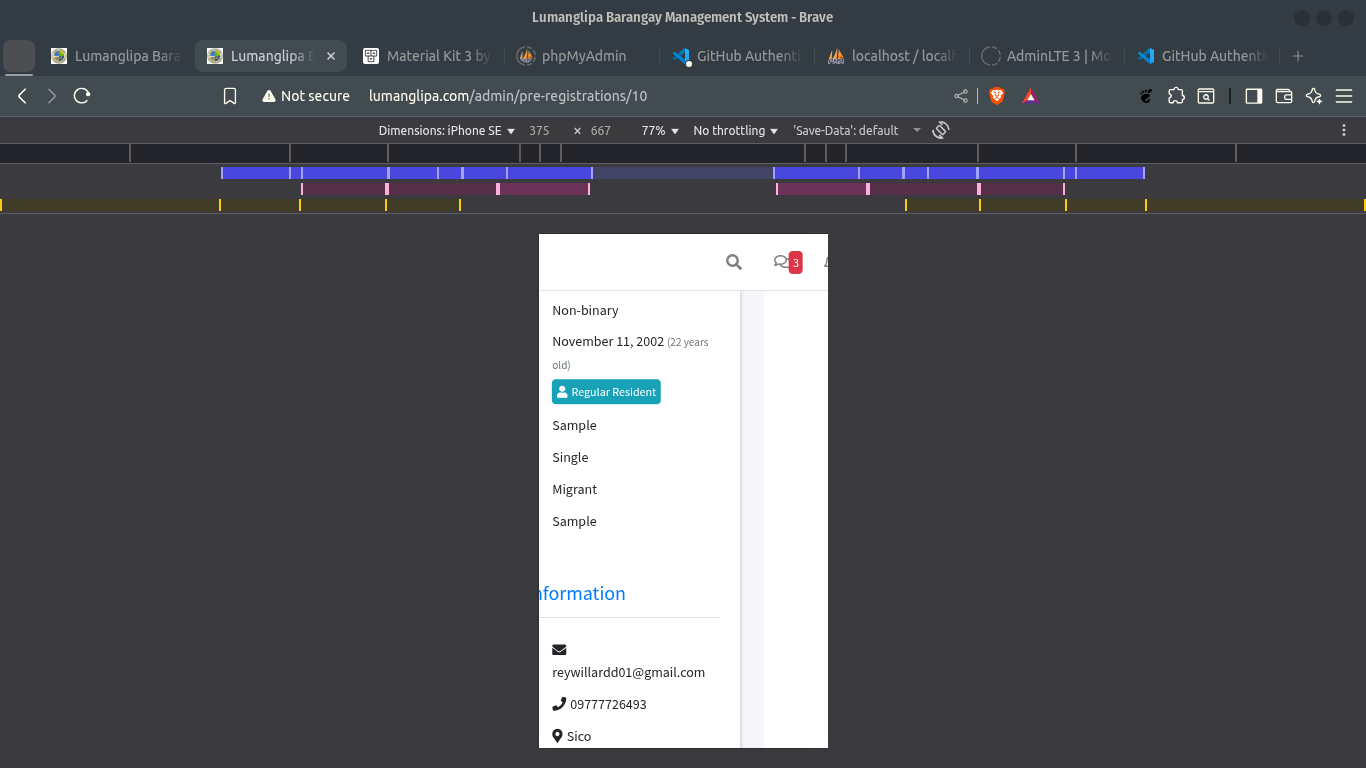 Lumanglipa Barangay Management System - Brave
Lumanglipa Bara
Lumanglipa B
Material Kit 3 by
phpMyAdmin
GitHub Authenti
localhost / localh
AdminLTE 3 | Mo
GitHub Authenti
Not secure
lumanglipa.com/admin/pre-registrations/10
Dimensions: iPhone SE 375 × 667 77% No throttling 'Save-Data': default
3
Non-binary
November 11, 2002 (22 years
old)
Regular Resident
Sample
Single
Migrant
Sample
nformation
reywillardd01@gmail.com
09777726493
Sico